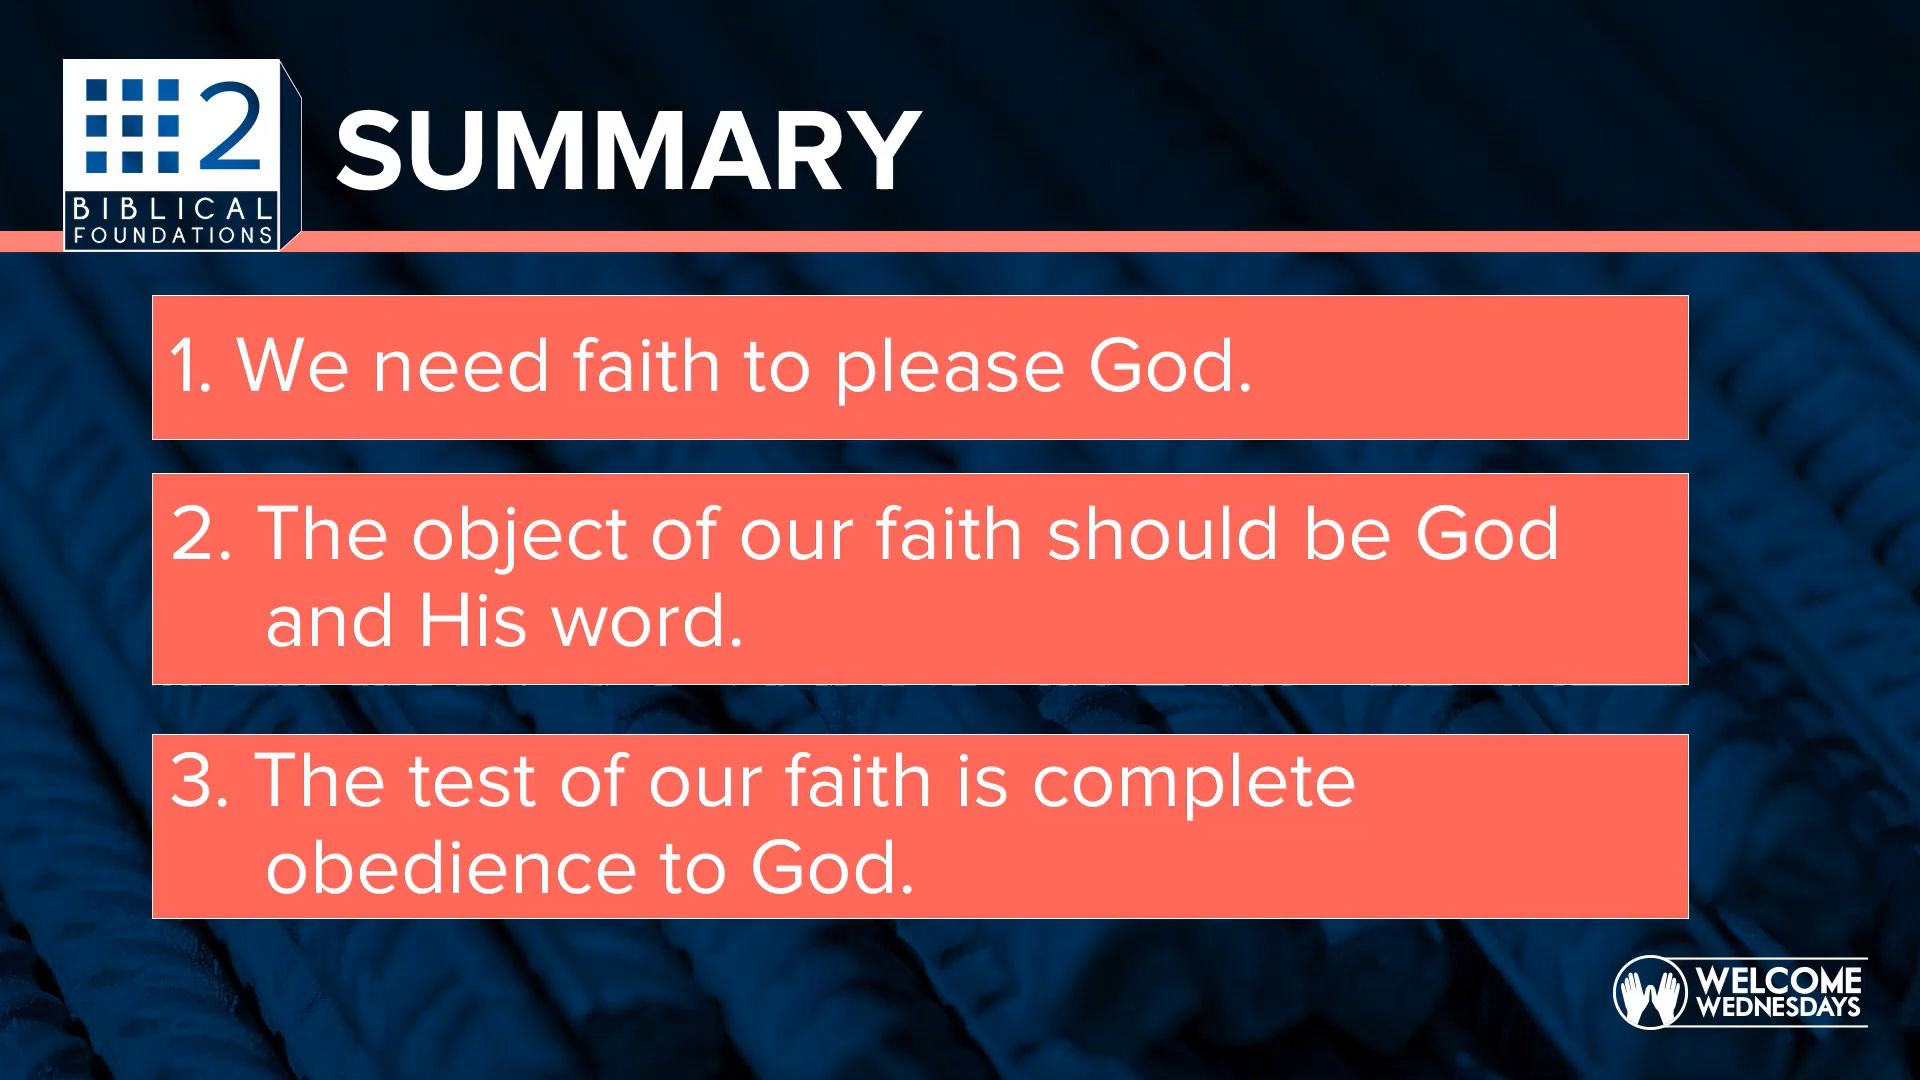 2
BIBLICAL
FOUNDATIONS
SUMMARY
1. We need faith to please God.
2. The object of our faith should be God
and His word.
3. The test of our faith is complete
obedience to God.
WELCOME
WEDNESDAYS